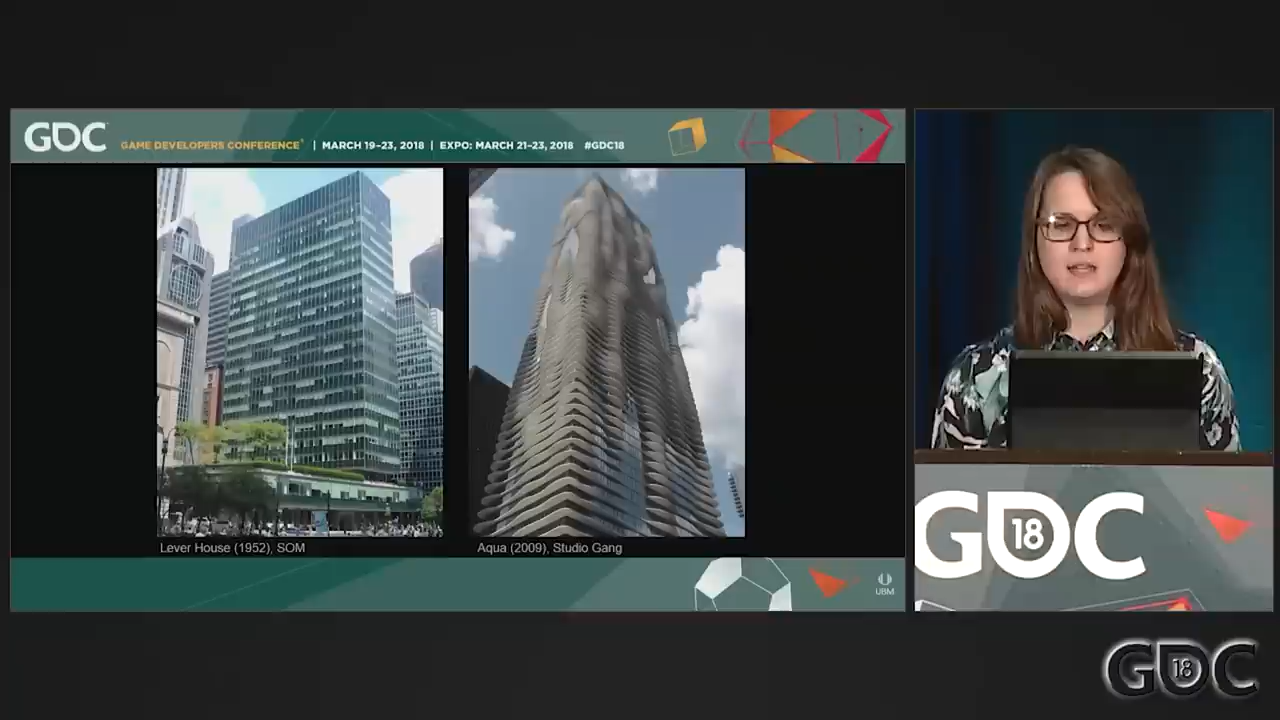 GDC GAME DEVELOPERS CONFERENCE® | MARCH 19–23, 2018 | EXPO: MARCH 21–23, 2018 #GDC18
Lever House (1952), SOM
Aqua (2009), Studio Gang
UBM
GDC
18
GDC
18